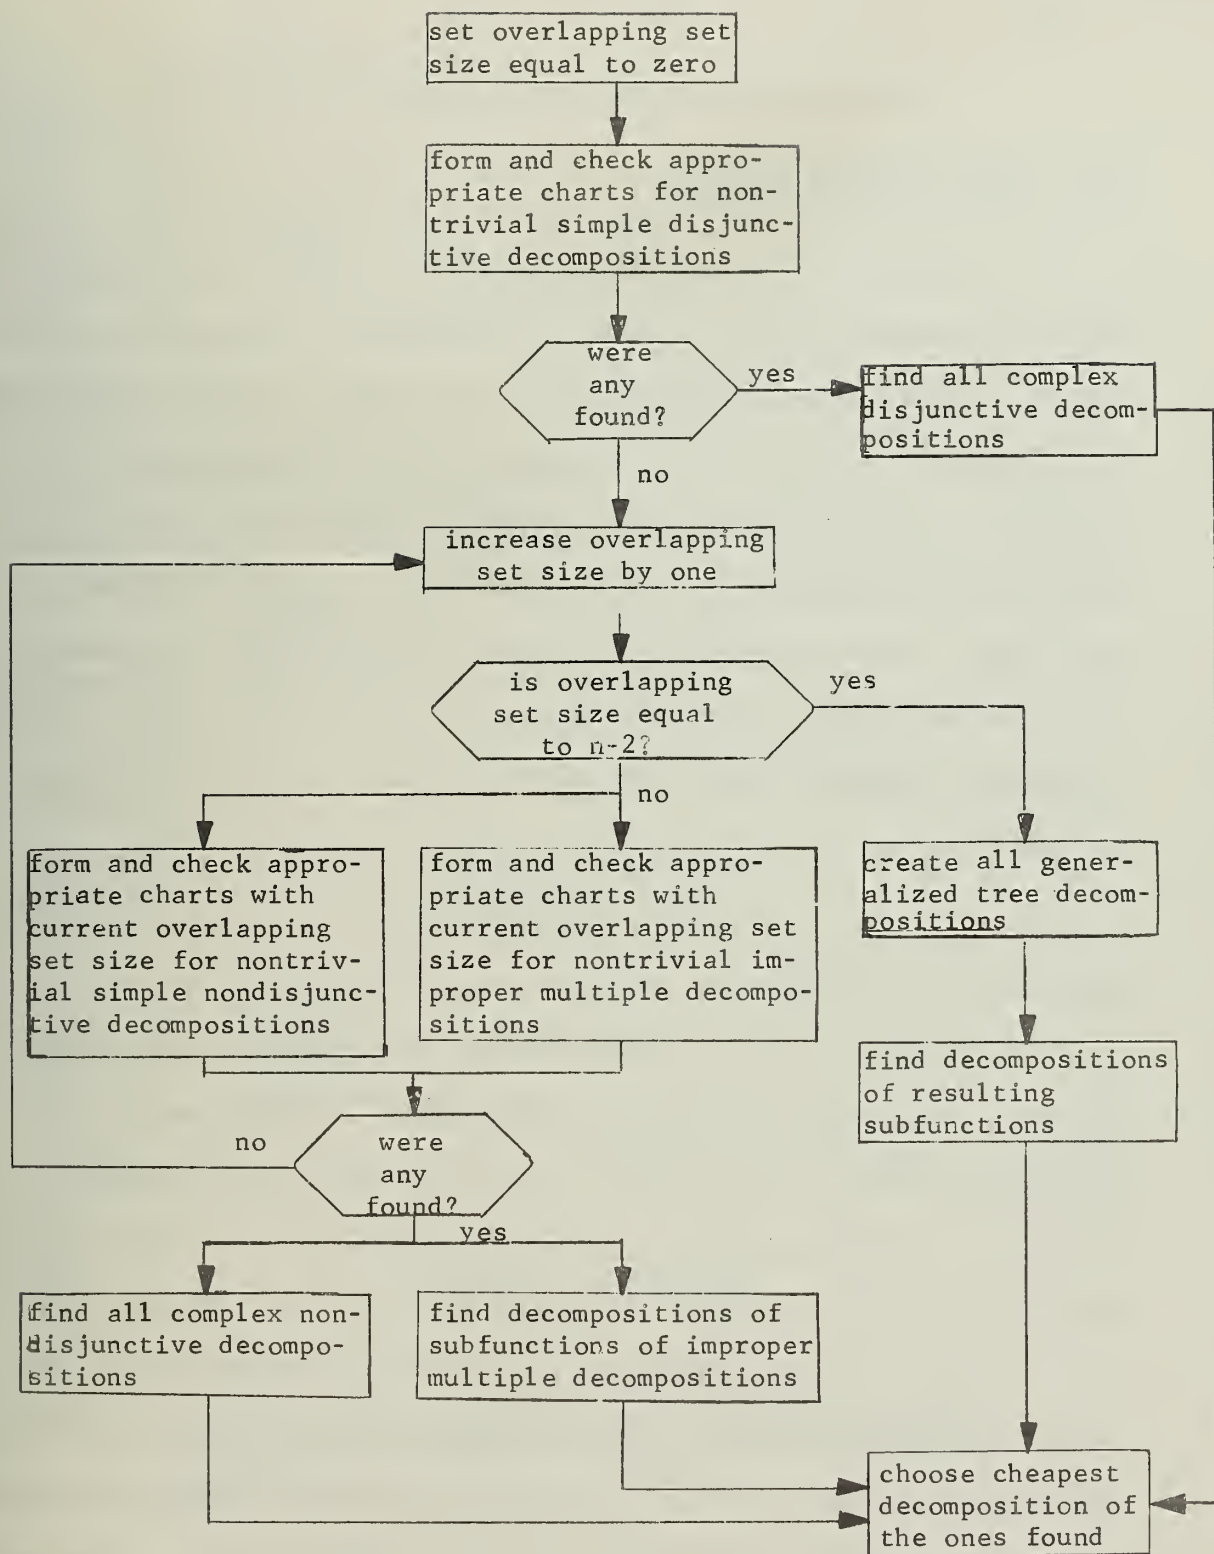 set overlapping set
size equal to zero
form and check appro-
priate charts for non-
trivial simple disjunc-
tive decompositions
were
any
found?
yes
find all complex
disjunctive decom-
positions
no
increase overlapping
set size by one
is overlapping
set size equal
to n-2?
yes
no
form and check appro-
priate charts with
current overlapping
set size for nontriv-
ial simple nondisjunc-
tive decompositions
form and check appro-
priate charts with
current overlapping set
size for nontrivial im-
proper multiple decompo-
sitions
create all gener-
alized tree decom-
positions
find decompositions
of resulting
subfunctions
no
were
any
found?
yes
find all complex non-
disjunctive decompo-
sitions
find decompositions of
subfunctions of improper
multiple decompositions
choose cheapest
decomposition of
the ones found